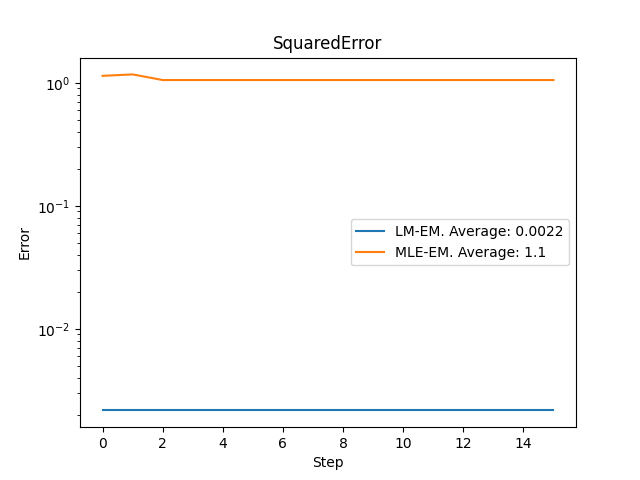 SquaredError
10⁰
10⁻¹
10⁻²
Error
LM-EM. Average: 0.0022
MLE-EM. Average: 1.1
0 2 4 6 8 10 12 14
Step